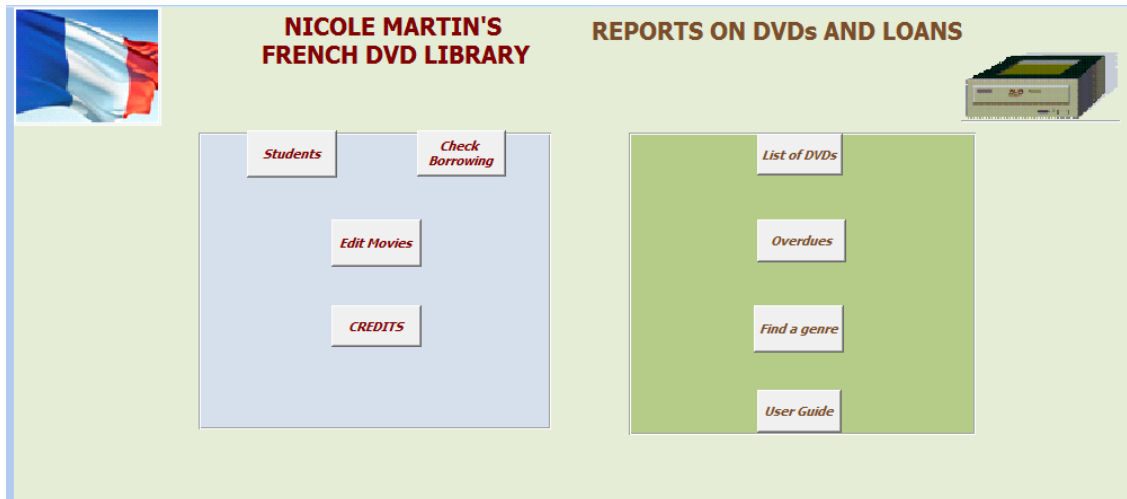 NICOLE MARTIN'S
FRENCH DVD LIBRARY
REPORTS ON DVDs AND LOANS
Students
Check
Borrowing
Edit Movies
CREDITS
List of DVDs
Overdues
Find a genre
User Guide